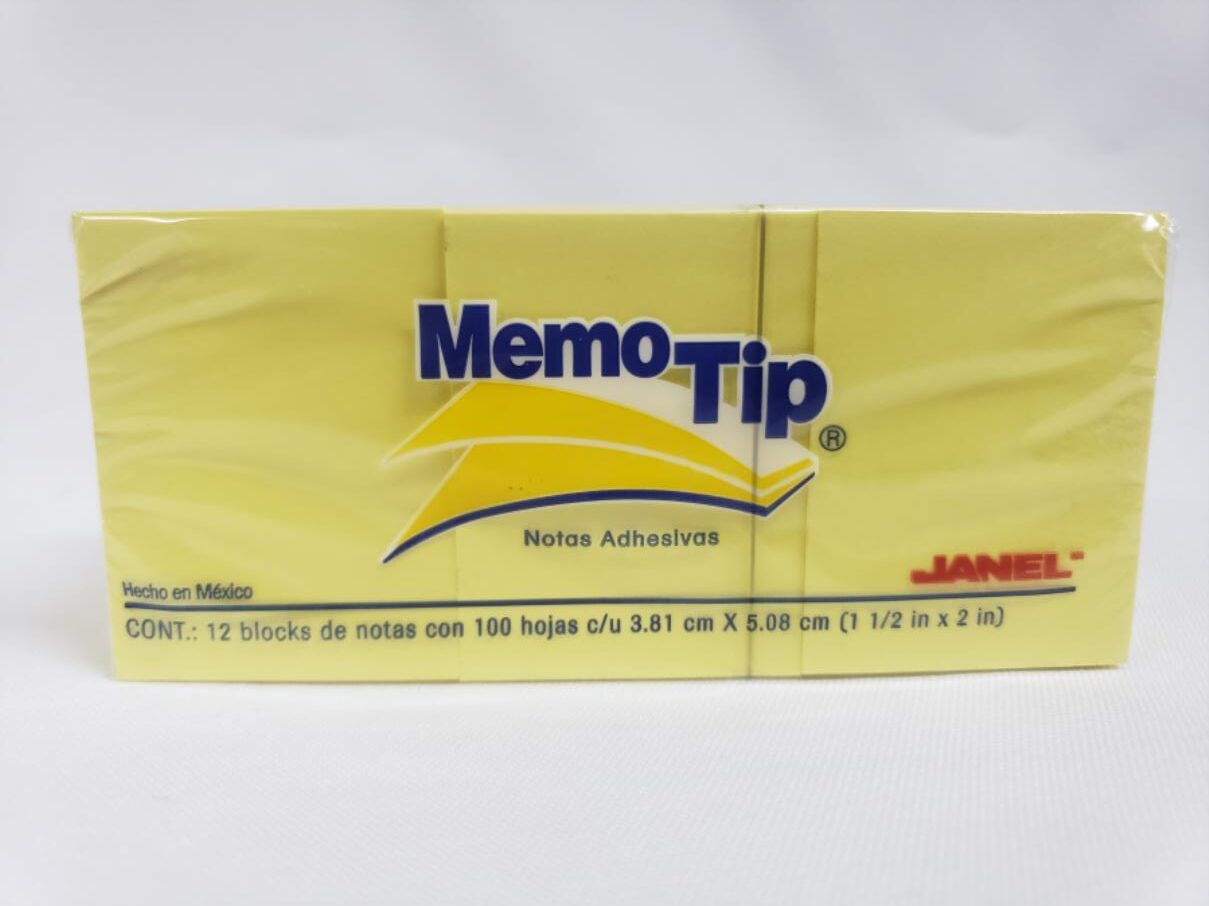 Memo Tip ®
Notas Adhesivas
JANEL™
Hecho en México
CONT.: 12 blocks de notas con 100 hojas c/u 3.81 cm X 5.08 cm (1 1/2 in x 2 in)